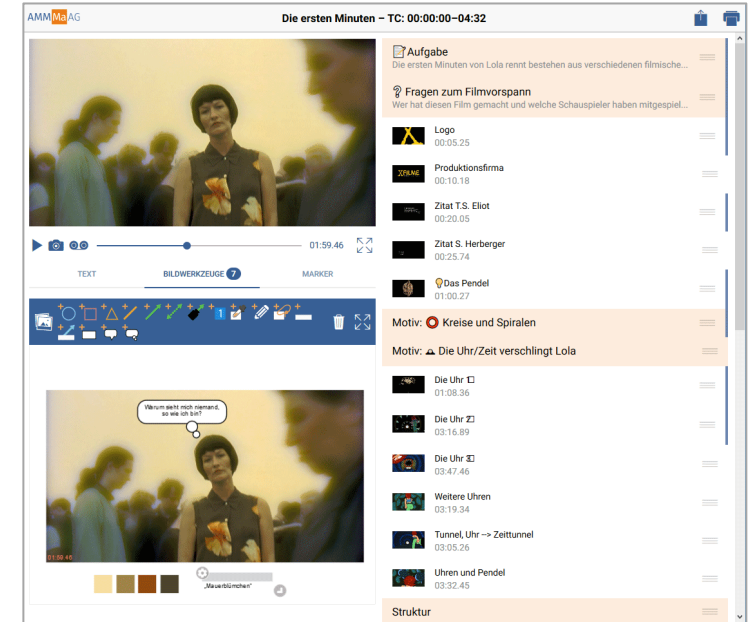 AMMMaAG
Die ersten Minuten – TC: 00:00:00–04:32
01:59.46
TEXT
BILDWERKZEUGE 7
MARKER
1
Warum sieht mich niemand,
so wie ich bin?
01:59.46
„Mauerblümchen"
Aufgabe
Die ersten Minuten von Lola rennt bestehen aus verschiedenen filmische...
Fragen zum Filmvorspann
Wer hat diesen Film gemacht und welche Schauspieler haben mitgespiel...
Logo
00:05.25
XFILME
Produktionsfirma
00:10.18
Zitat T.S. Eliot
00:20.05
Zitat S. Herberger
00:25.74
Das Pendel
01:00.27
Motiv: Kreise und Spiralen
Motiv: Die Uhr/Zeit verschlingt Lola
Die Uhr 1
01:08.36
Die Uhr 2
03:16.89
Die Uhr 3
03:47.46
Weitere Uhren
03:19.34
Tunnel, Uhr --> Zeittunnel
03:05.26
Uhren und Pendel
03:32.45
Struktur